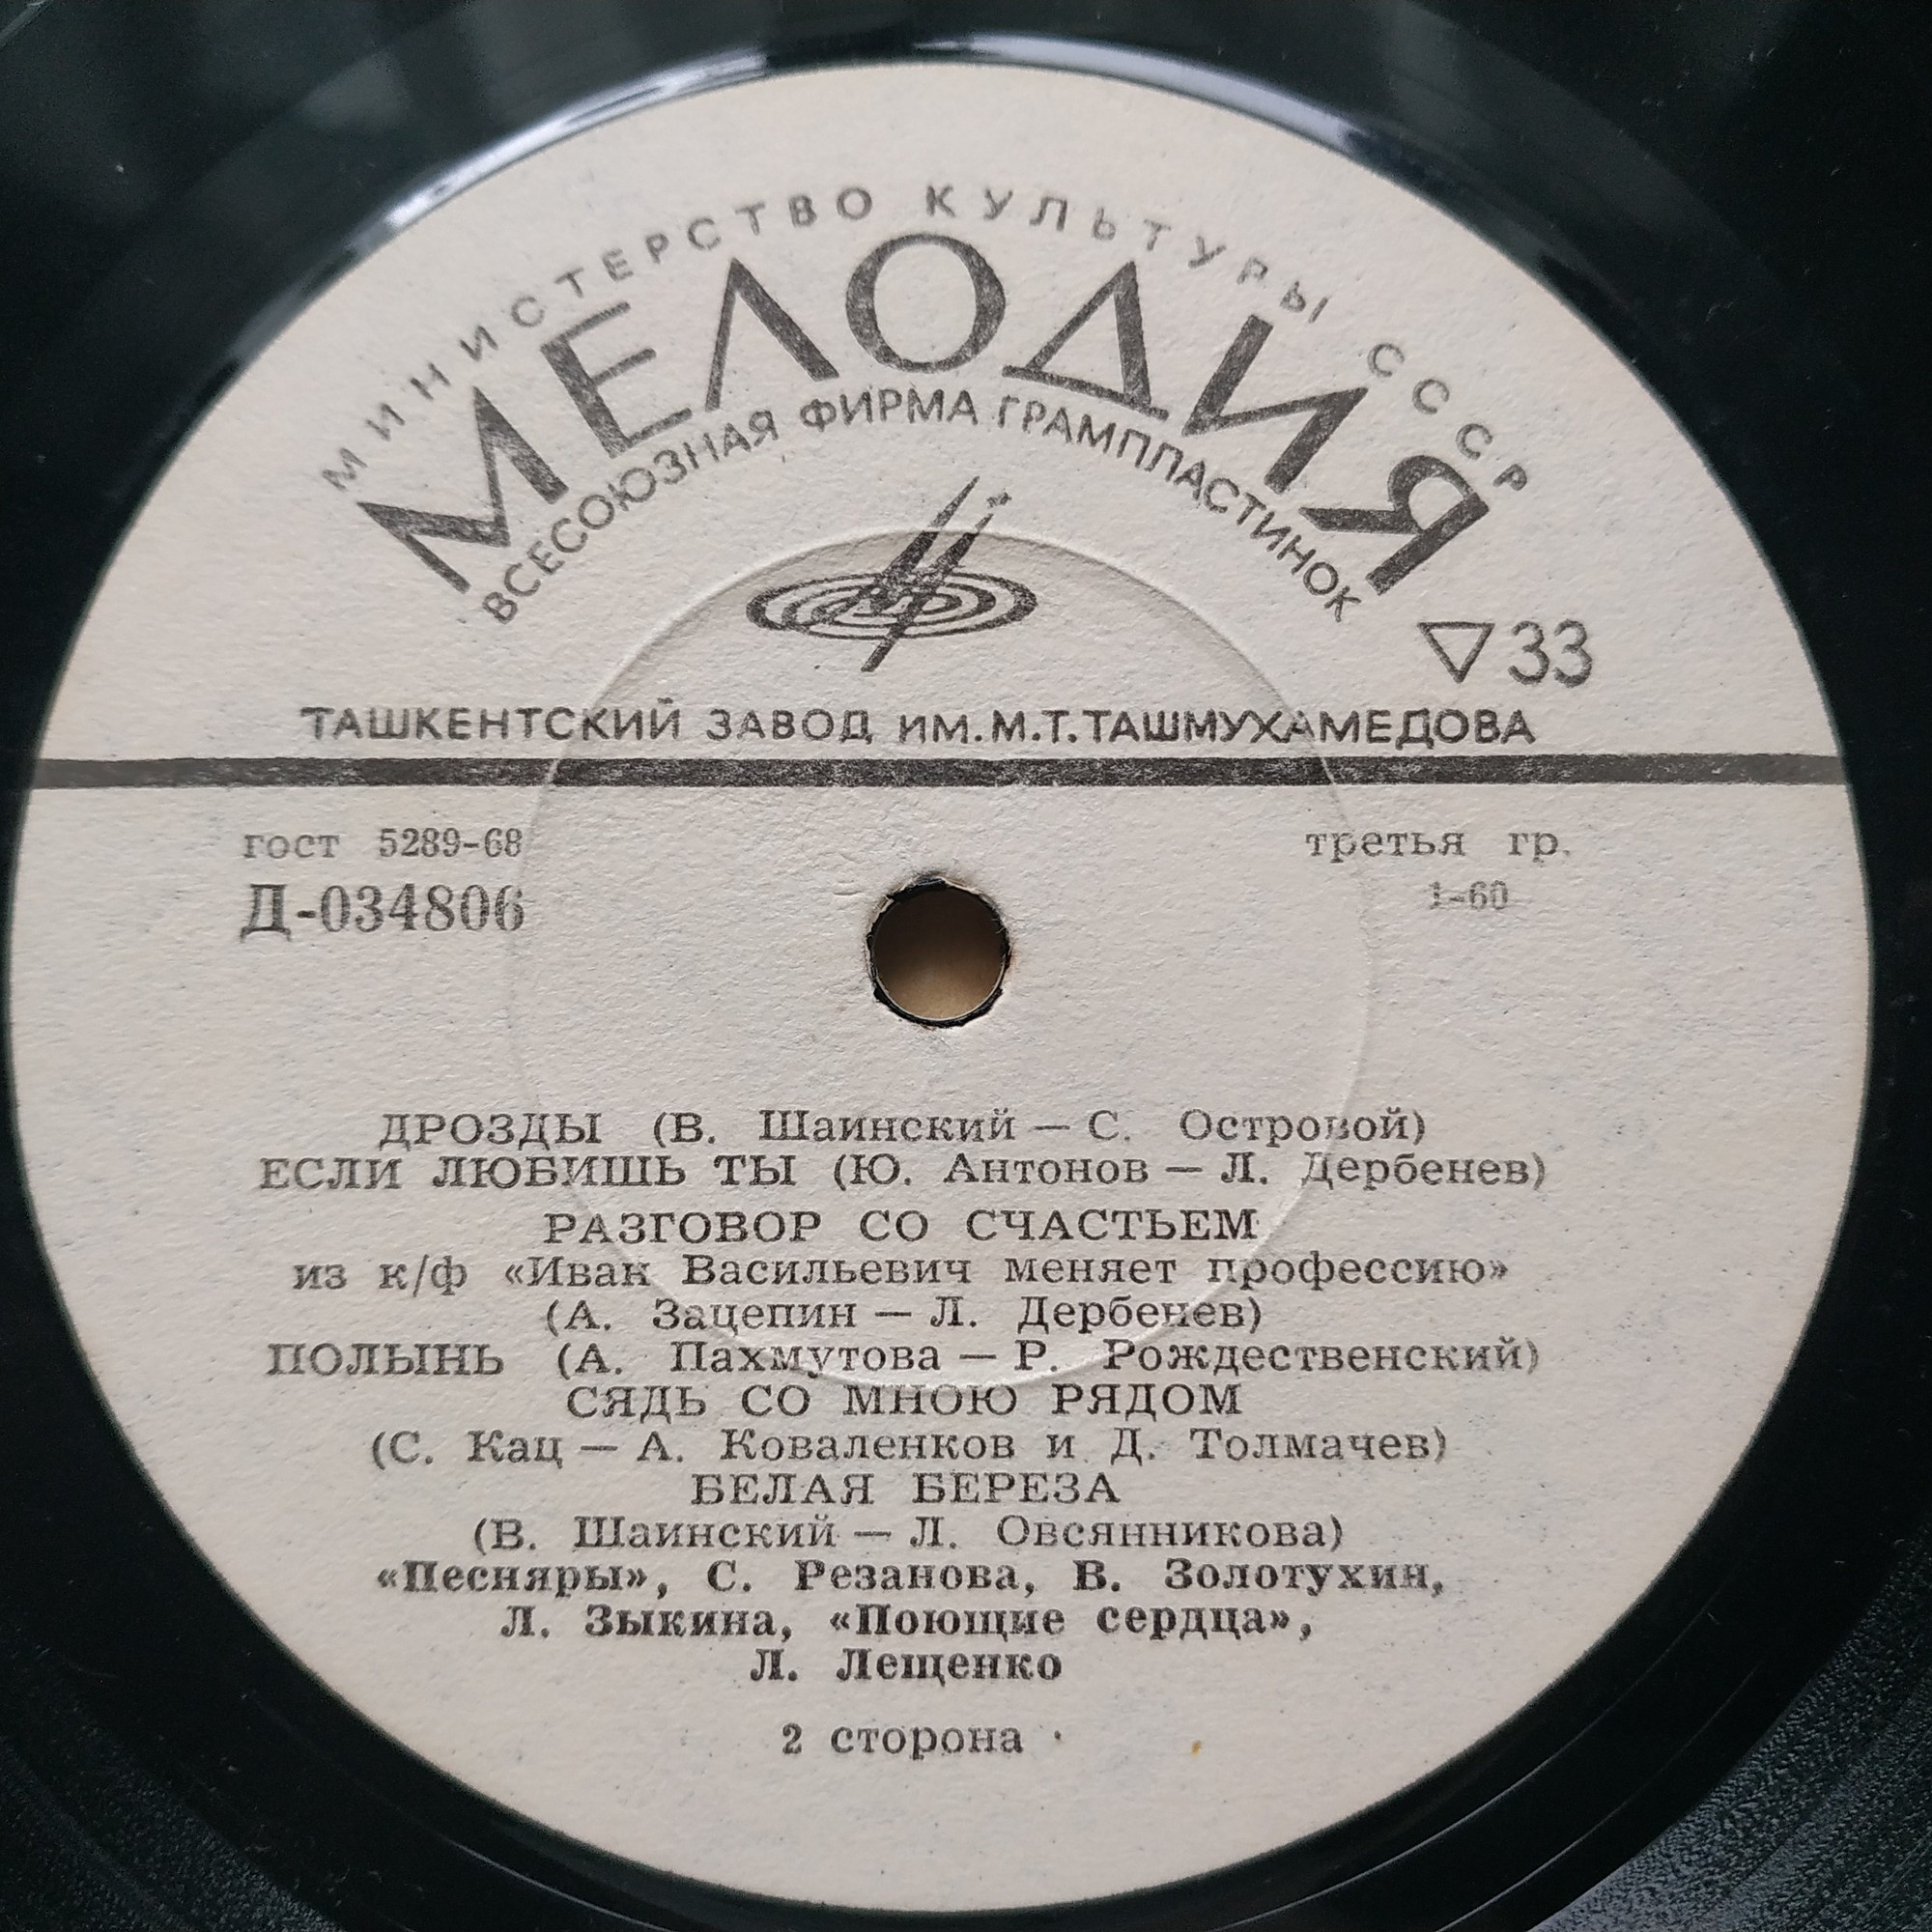 МИНИСТЕРСТВО КУЛЬТУРЫ СССР
МЕЛОДИЯ
ВСЕСОЮЗНАЯ ФИРМА ГРАМПЛАСТИНОК
▽33
ТАШКЕНТСКИЙ ЗАВОД ИМ.М.Т.ТАШМУХАМЕДОВА
гост 5289-68
третья гр.
Д-034806
1-60
ДРОЗДЫ (В. Шаинский — С. Островой)
ЕСЛИ ЛЮБИШЬ ТЫ (Ю. Антонов — Л. Дербенев)
РАЗГОВОР СО СЧАСТЬЕМ
из к/ф «Ивак Васильевич меняет профессию»
(А. Зацепин — Л. Дербенев)
ПОЛЫНЬ (А. Пахмутова — Р. Рождественский)
СЯДЬ СО МНОЮ РЯДОМ
(С. Кац — А. Коваленков и Д. Толмачев)
БЕЛАЯ БЕРЕЗА
(В. Шаинский — Л. Овсянникова)
«Песняры», С. Резанова, В. Золотухин,
Л. Зыкина, «Поющие сердца»,
Л. Лещенко
2 сторона